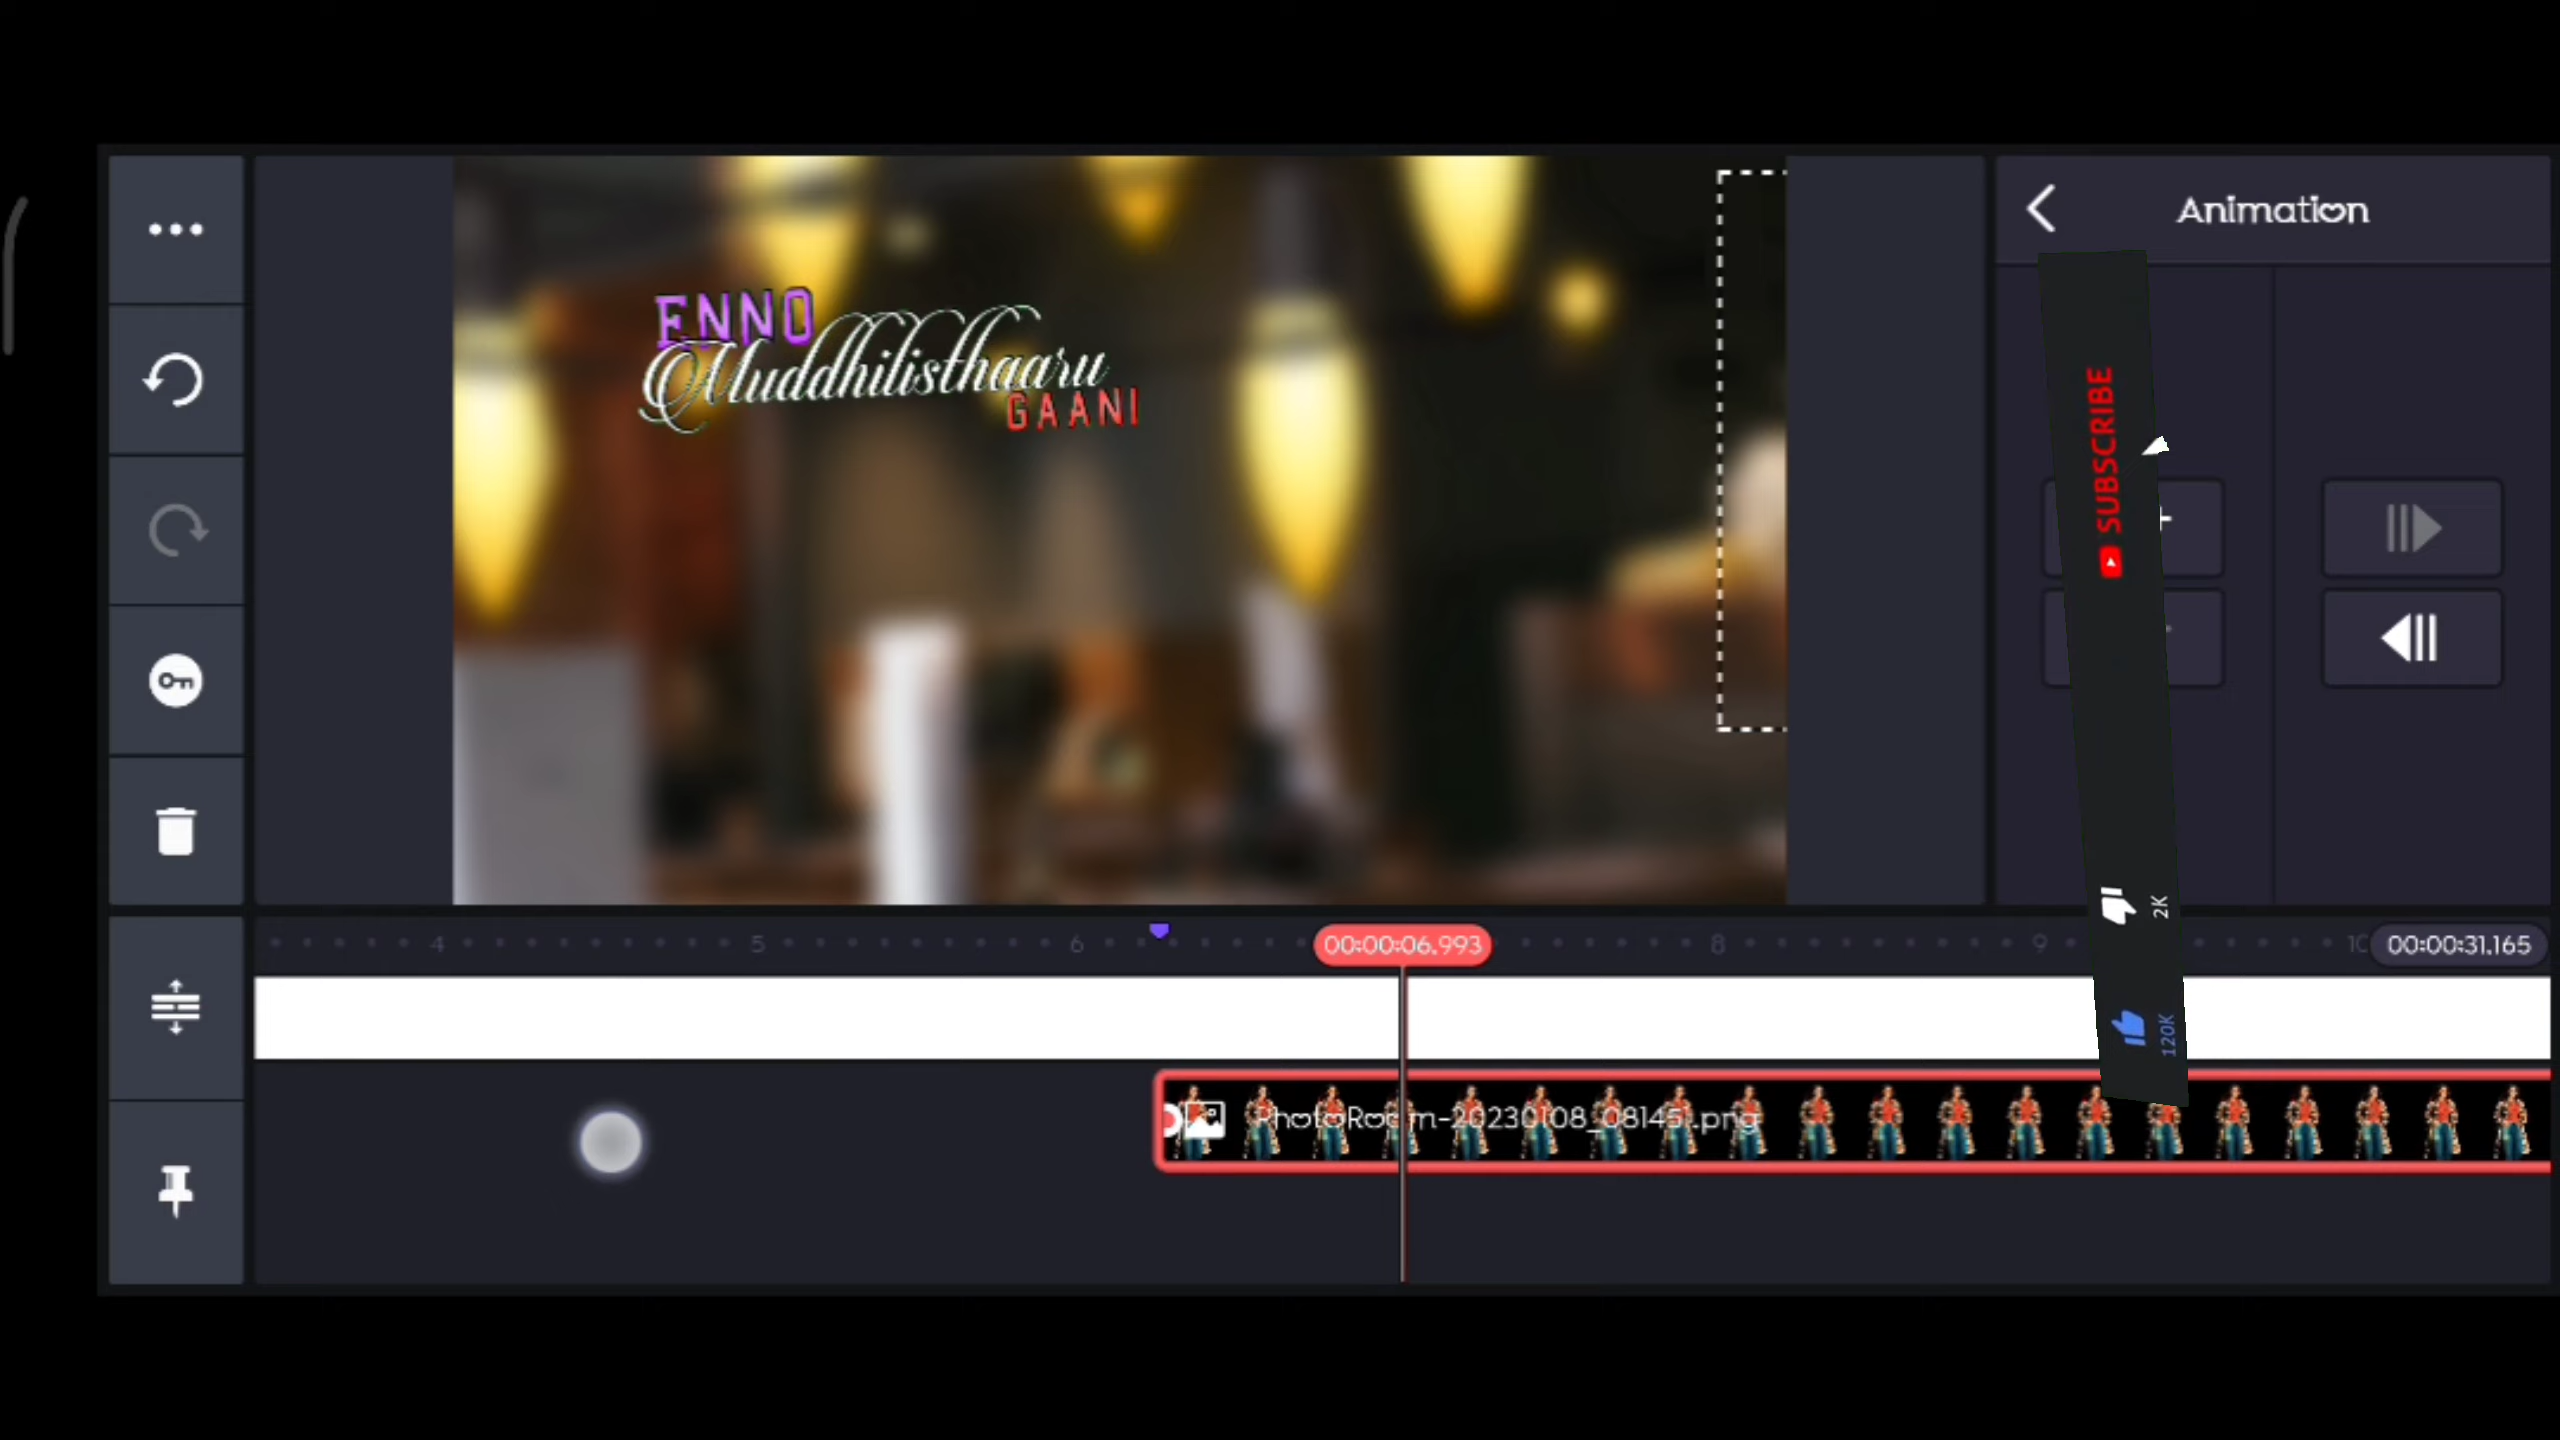 Animation
ENNO
Muddhilisthaaru
GAANI
SUBSCRIBE
2K
120K
4
5
6
00:00:06.993
8
9
10
00:00:31.165
PhotoRoom-20230108_081451.png